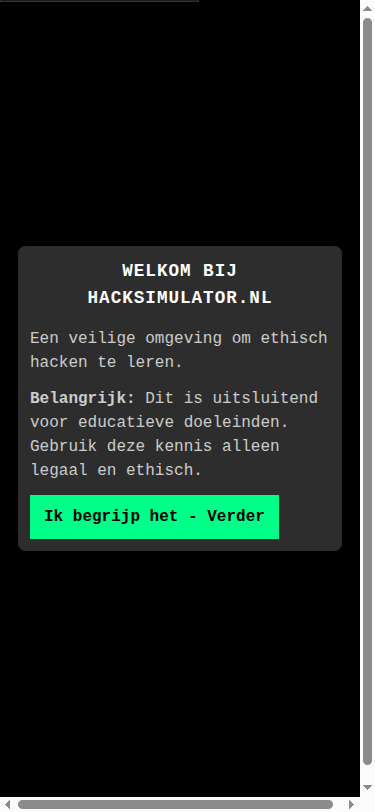 WELKOM BIJ
HACKSIMULATOR.NL
Een veilige omgeving om ethisch
hacken te leren.
Belangrijk: Dit is uitsluitend
voor educatieve doeleinden.
Gebruik deze kennis alleen
legaal en ethisch.
Ik begrijp het - Verder